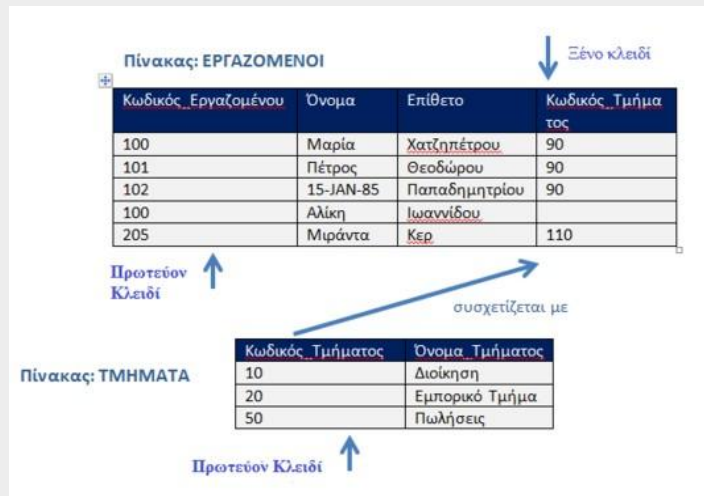 Πίνακας: ΕΡΓΑΖΟΜΕΝΟΙ
Ξένο κλειδί
Κωδικός_Εργαζομένου Όνομα Επίθετο Κωδικός_Τμήμα
τος
100 Μαρία Χατζηπέτρου 90
101 Πέτρος Θεοδώρου 90
102 15-JAN-85 Παπαδημητρίου 90
100 Αλίκη Ιωαννίδου
205 Μιράντα Κερ 110
Πρωτεύον
Κλειδί
συσχετίζεται με
Πίνακας: ΤΜΗΜΑΤΑ
Κωδικός_Τμήματος Όνομα_Τμήματος
10 Διοίκηση
20 Εμπορικό Τμήμα
50 Πωλήσεις
Πρωτεύον Κλειδί